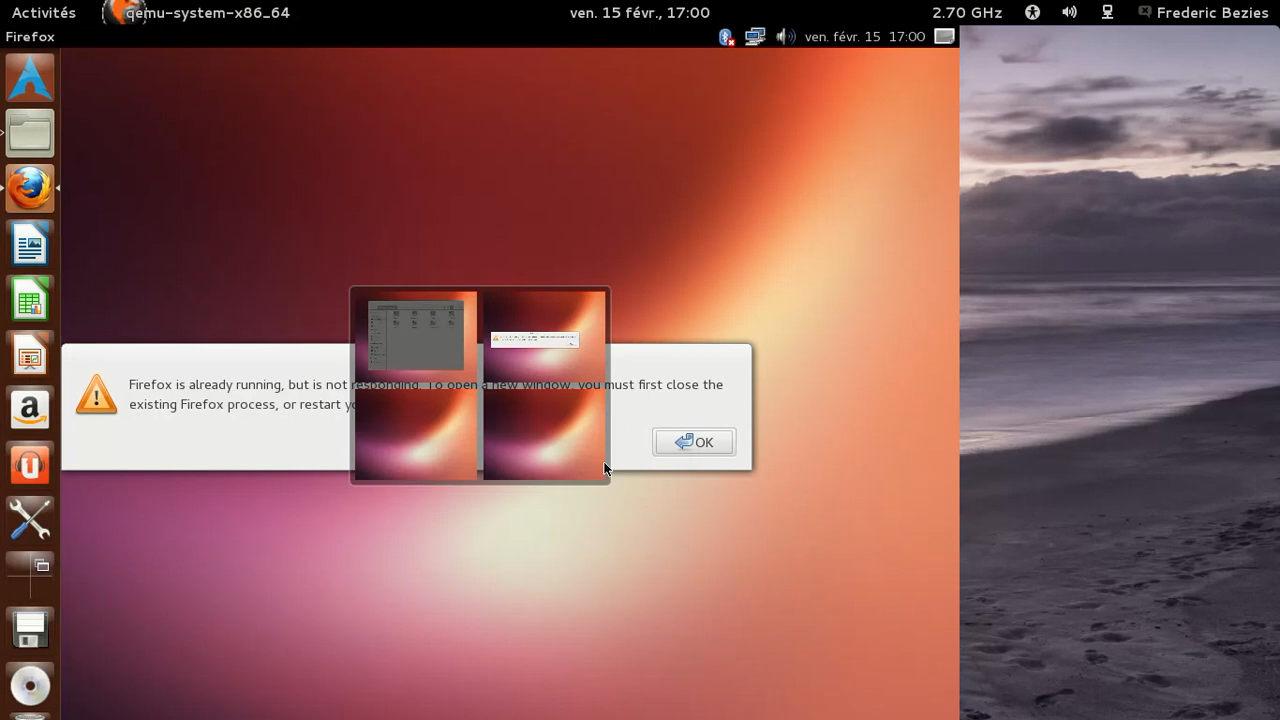 Activités
qemu-system-x86_64
ven. 15 févr., 17:00
2.70 GHz
Frederic Bezies
Firefox
ven. févr. 15 17:00
Firefox is already running, but is not responding. To open a new window, you must first close the
existing Firefox process, or restart
OK
a